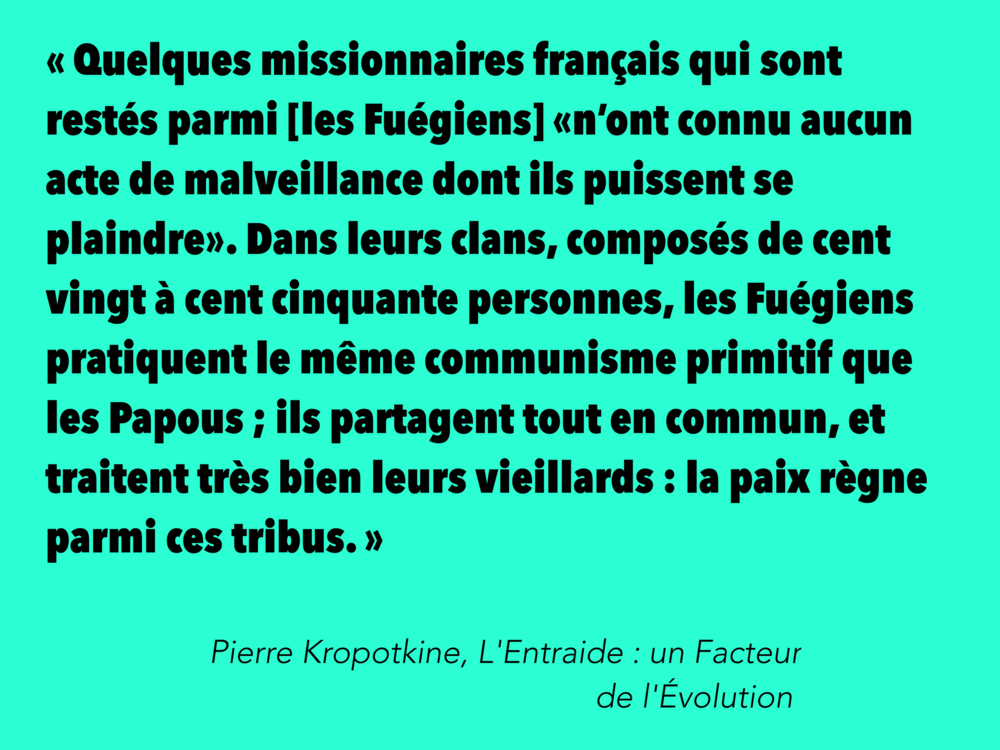 « Quelques missionnaires français qui sont
restés parmi [les Fuégiens] «n’ont connu aucun
acte de malveillance dont ils puissent se
plaindre». Dans leurs clans, composés de cent
vingt à cent cinquante personnes, les Fuégiens
pratiquent le même communisme primitif que
les Papous ; ils partagent tout en commun, et
traitent très bien leurs vieillards : la paix règne
parmi ces tribus. »
Pierre Kropotkine, L'Entraide : un Facteur
de l'Évolution